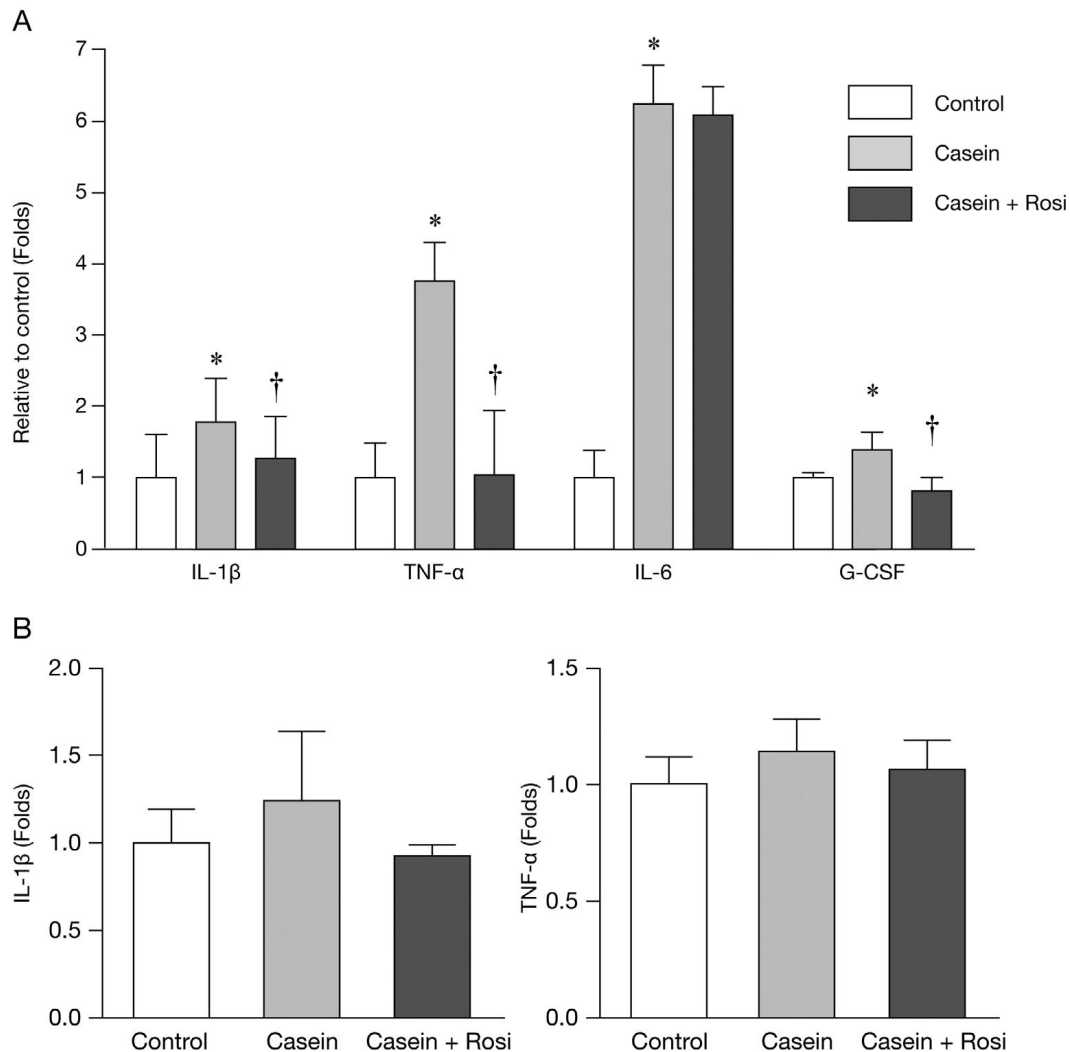 A
Relative to control (Folds)
7
6
5
4
3
2
1
0
*
†
*
†
*
*
†
IL-1β
TNF-α
IL-6
G-CSF
Control
Casein
Casein + Rosi
B
IL-1β (Folds)
2.0
1.5
1.0
0.5
0.0
Control
Casein
Casein + Rosi
TNF-α (Folds)
1.5
1.0
0.5
0.0
Control
Casein
Casein + Rosi